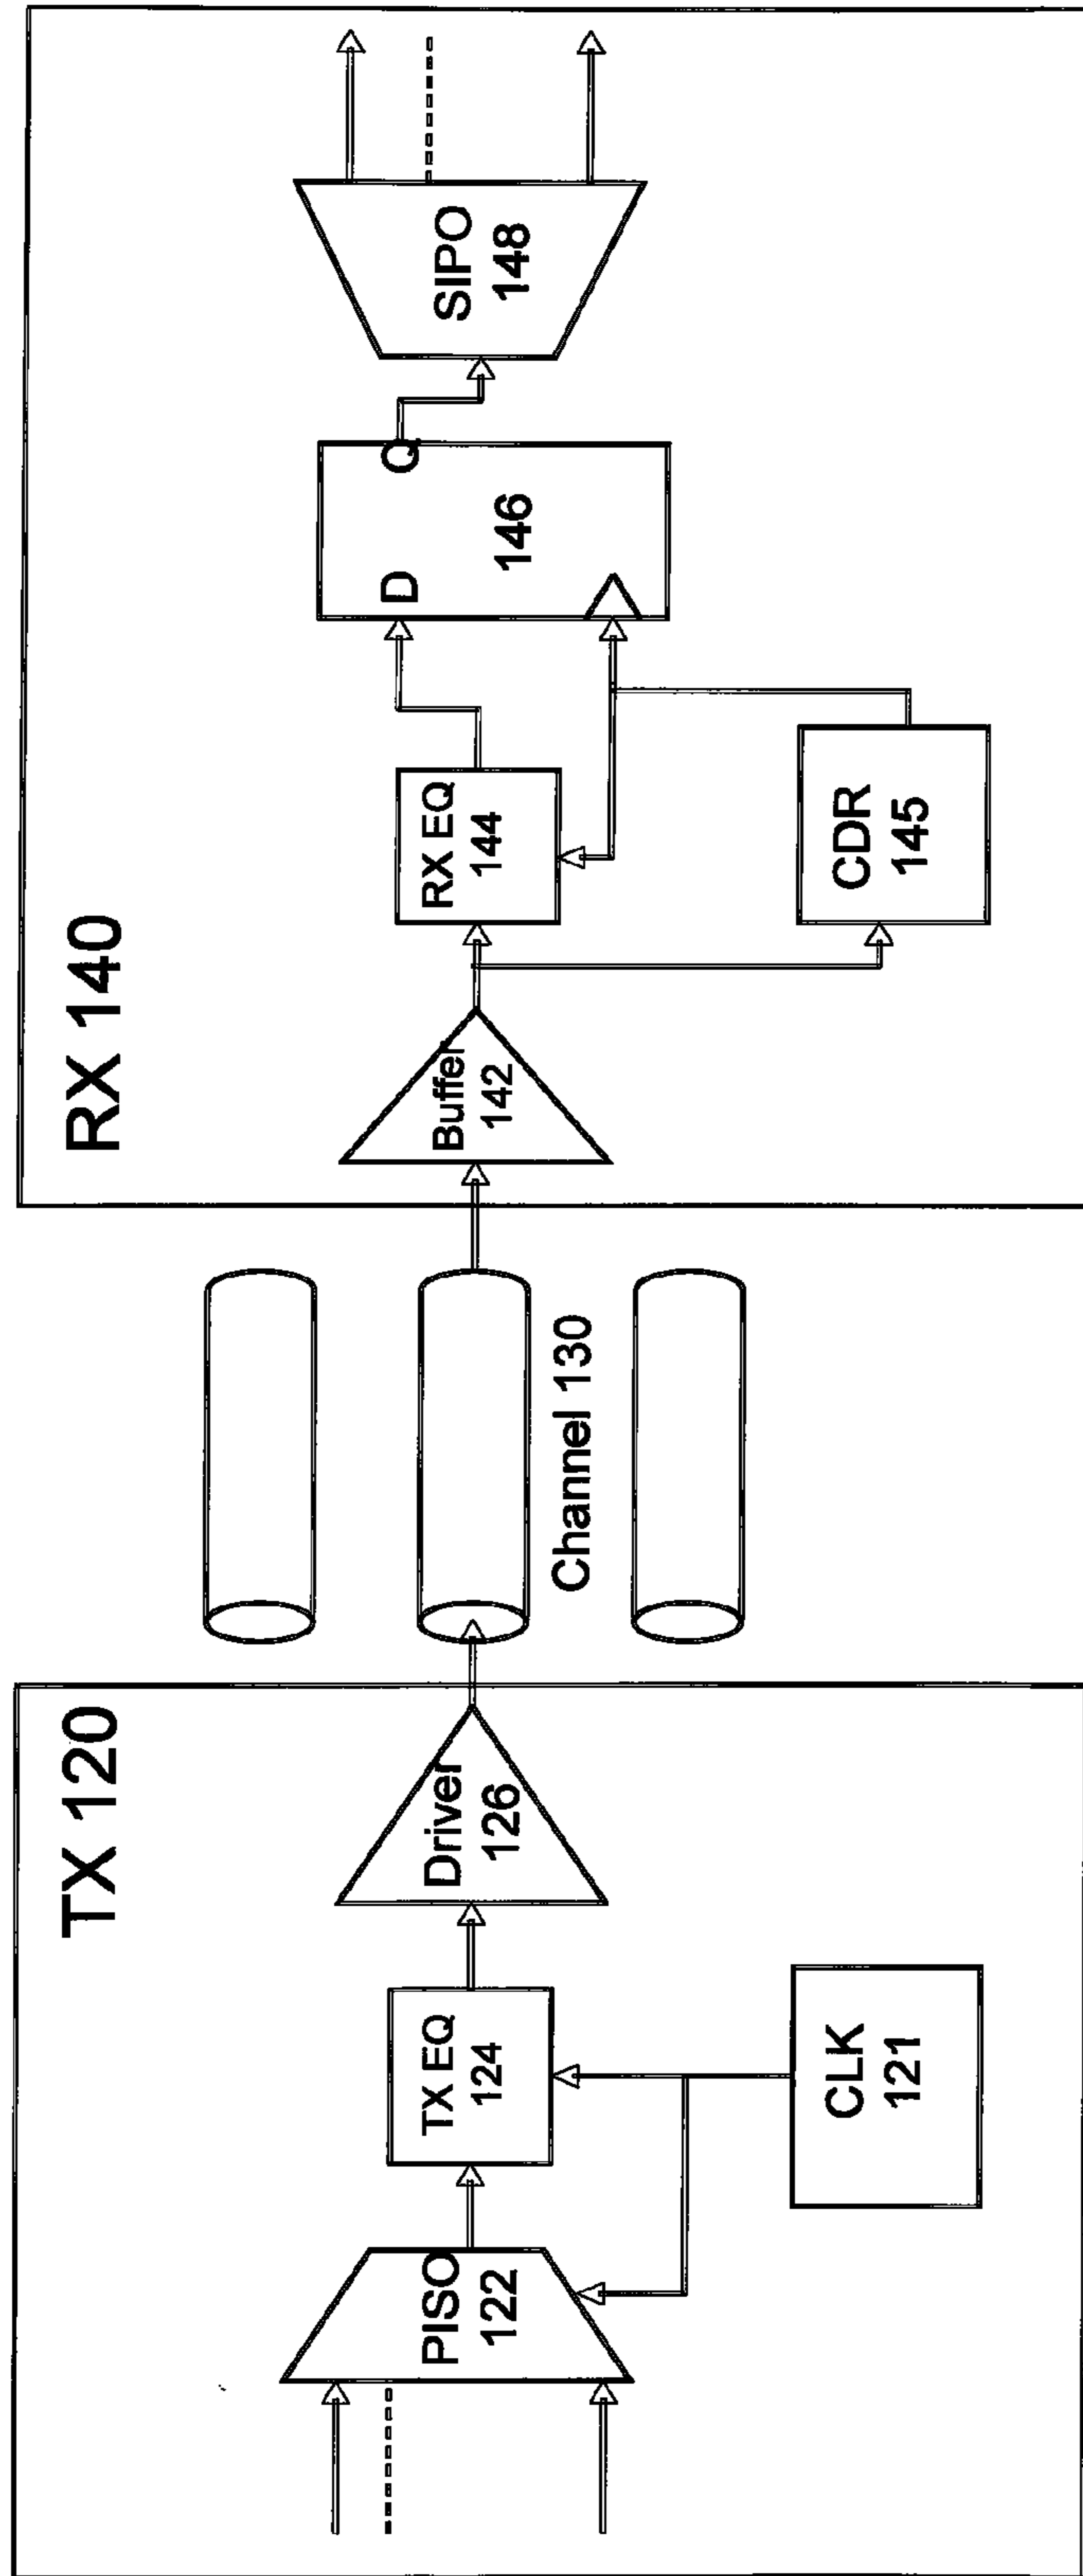 TX 120
PISO
122
TX EQ
124
Driver
126
CLK
121
Channel 130
RX 140
Buffer
142
RX EQ
144
CDR
145
D
Q
146
SIPO
148